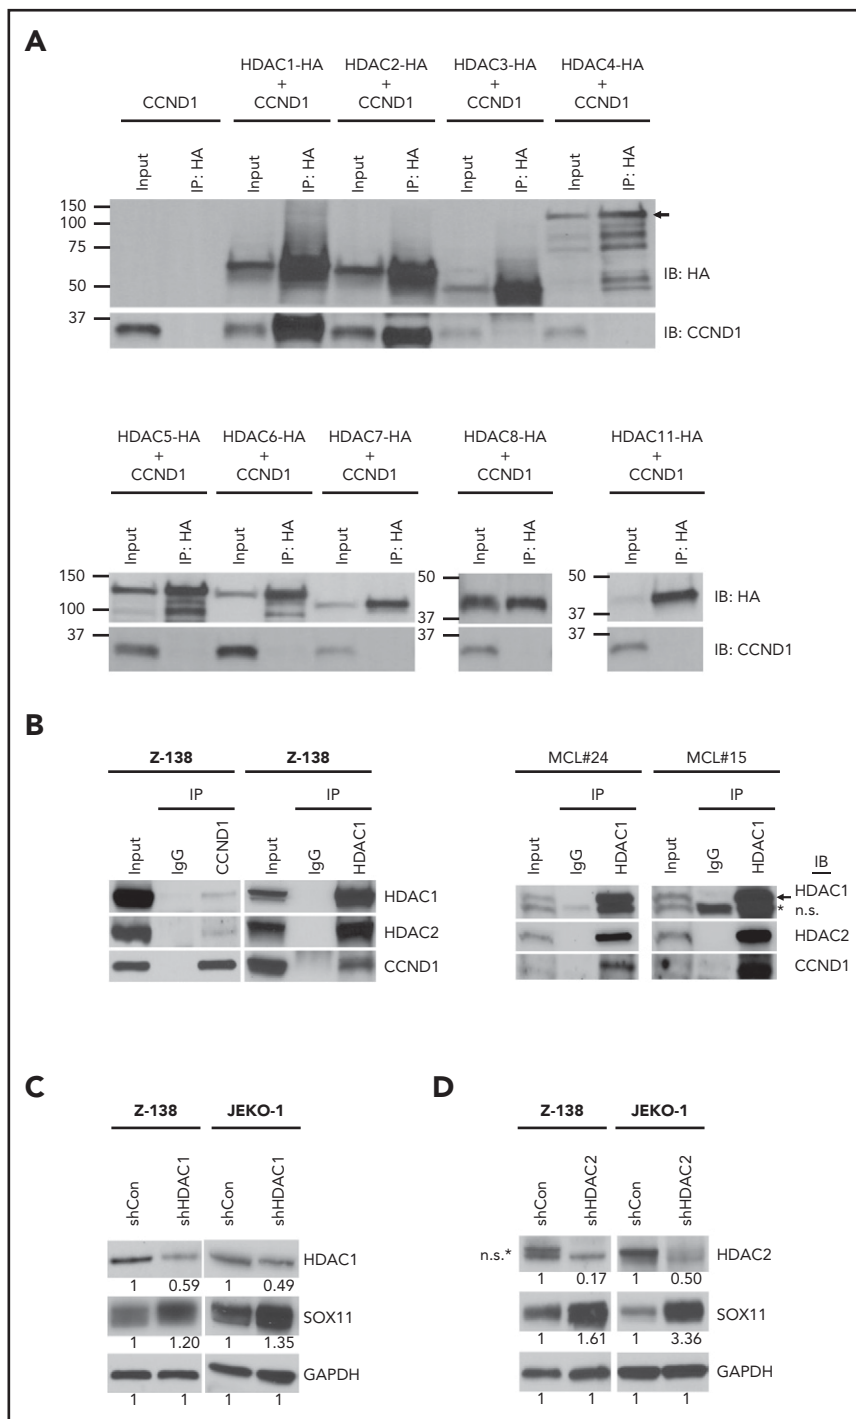 A
HDAC1-HA HDAC2-HA HDAC3-HA HDAC4-HA
+ + + +
CCND1 CCND1 CCND1 CCND1 CCND1
Input IP: HA Input IP: HA Input IP: HA Input IP: HA Input IP: HA
150
100
75
50
IB: HA
37
IB: CCND1
HDAC5-HA HDAC6-HA HDAC7-HA HDAC8-HA HDAC11-HA
+ + + + +
CCND1 CCND1 CCND1 CCND1 CCND1
Input IP: HA Input IP: HA Input IP: HA Input IP: HA Input IP: HA
150 50 50
100 37 37 IB: HA
37 37 37
IB: CCND1
B
Z-138 Z-138 MCL#24 MCL#15
IP IP IP IP
Input IgG CCND1 Input IgG HDAC1 Input IgG HDAC1 Input IgG HDAC1 IB
HDAC1 HDAC1
* n.s.
HDAC2 HDAC2
CCND1 CCND1
C D
Z-138 JEKO-1 Z-138 JEKO-1
shCon shHDAC1 shCon shHDAC1 shCon shHDAC2 shCon shHDAC2
HDAC1 n.s.* HDAC2
1 0.59 1 0.49 1 0.17 1 0.50
SOX11 SOX11
1 1.20 1 1.35 1 1.61 1 3.36
GAPDH GAPDH
1 1 1 1 1 1 1 1